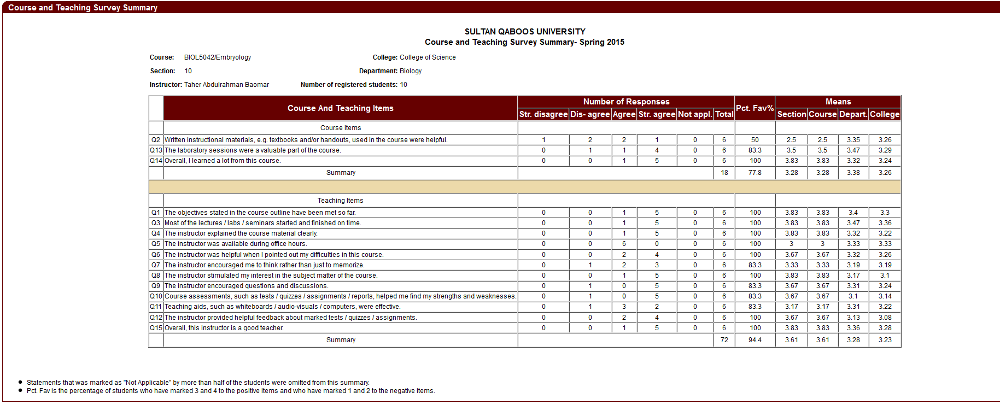 Course and Teaching Survey Summary
SULTAN QABOOS UNIVERSITY
Course and Teaching Survey Summary- Spring 2015
Course: BIOL5042/Embryology College: College of Science
Section: 10 Department: Biology
Instructor: Taher Abdulrahman Baomar Number of registered students: 10
Course And Teaching Items Number of Responses Pct. Fav% Means
Str. disagree Dis- agree Agree Str. agree Not appl. Total Section Course Depart. College
Course Items
Q2 Written instructional materials, e.g. textbooks and/or handouts, used in the course were helpful. 1 2 2 1 0 6 50 2.5 2.5 3.35 3.26
Q13 The laboratory sessions were a valuable part of the course. 0 1 1 4 0 6 83.3 3.5 3.5 3.47 3.29
Q14 Overall, I learned a lot from this course. 0 0 1 5 0 6 100 3.83 3.83 3.32 3.24
Summary 18 77.8 3.28 3.28 3.38 3.26
Teaching Items
Q1 The objectives stated in the course outline have been met so far. 0 0 1 5 0 6 100 3.83 3.83 3.4 3.3
Q3 Most of the lectures / labs / seminars started and finished on time. 0 0 1 5 0 6 100 3.83 3.83 3.47 3.36
Q4 The instructor explained the course material clearly. 0 0 1 5 0 6 100 3.83 3.83 3.32 3.22
Q5 The instructor was available during office hours. 0 0 6 0 0 6 100 3 3 3.33 3.33
Q6 The instructor was helpful when I pointed out my difficulties in this course. 0 0 2 4 0 6 100 3.67 3.67 3.32 3.26
Q7 The instructor encouraged me to think rather than just to memorize. 0 1 2 3 0 6 83.3 3.33 3.33 3.19 3.19
Q8 The instructor stimulated my interest in the subject matter of the course. 0 0 1 5 0 6 100 3.83 3.83 3.17 3.1
Q9 The instructor encouraged questions and discussions. 0 1 0 5 0 6 83.3 3.67 3.67 3.31 3.24
Q10 Course assessments, such as tests / quizzes / assignments / reports, helped me find my strengths and weaknesses. 0 1 0 5 0 6 83.3 3.67 3.67 3.1 3.14
Q11 Teaching aids, such as whiteboards / audio-visuals / computers, were effective. 0 1 3 2 0 6 83.3 3.17 3.17 3.31 3.22
Q12 The instructor provided helpful feedback about marked tests / quizzes / assignments. 0 0 2 4 0 6 100 3.67 3.67 3.13 3.08
Q15 Overall, this instructor is a good teacher. 0 0 1 5 0 6 100 3.83 3.83 3.36 3.28
Summary 72 94.4 3.61 3.61 3.28 3.23
● Statements that was marked as "Not Applicable" by more than half of the students were omitted from this summary.
● Pct. Fav is the percentage of students who have marked 3 and 4 to the positive items and who have marked 1 and 2 to the negative items.